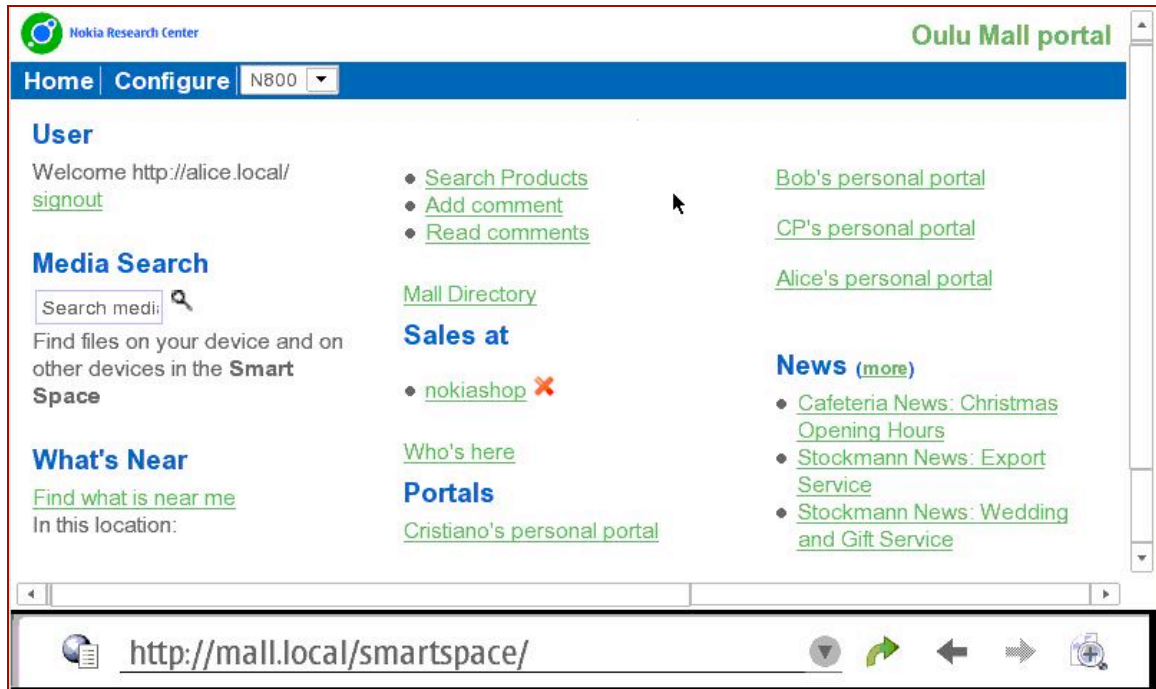 Nokia Research Center
Oulu Mall portal
Home
Configure
N800
User
Welcome http://alice.local/
signout
Media Search
Search medi
Find files on your device and on
other devices in the Smart
Space
What's Near
Find what is near me
In this location:
Search Products
Add comment
Read comments
Mall Directory
Sales at
nokiashop
Who's here
Portals
Cristiano's personal portal
Bob's personal portal
CP's personal portal
Alice's personal portal
News (more)
Cafeteria News: Christmas
Opening Hours
Stockmann News: Export
Service
Stockmann News: Wedding
and Gift Service
http://mall.local/smartspace/